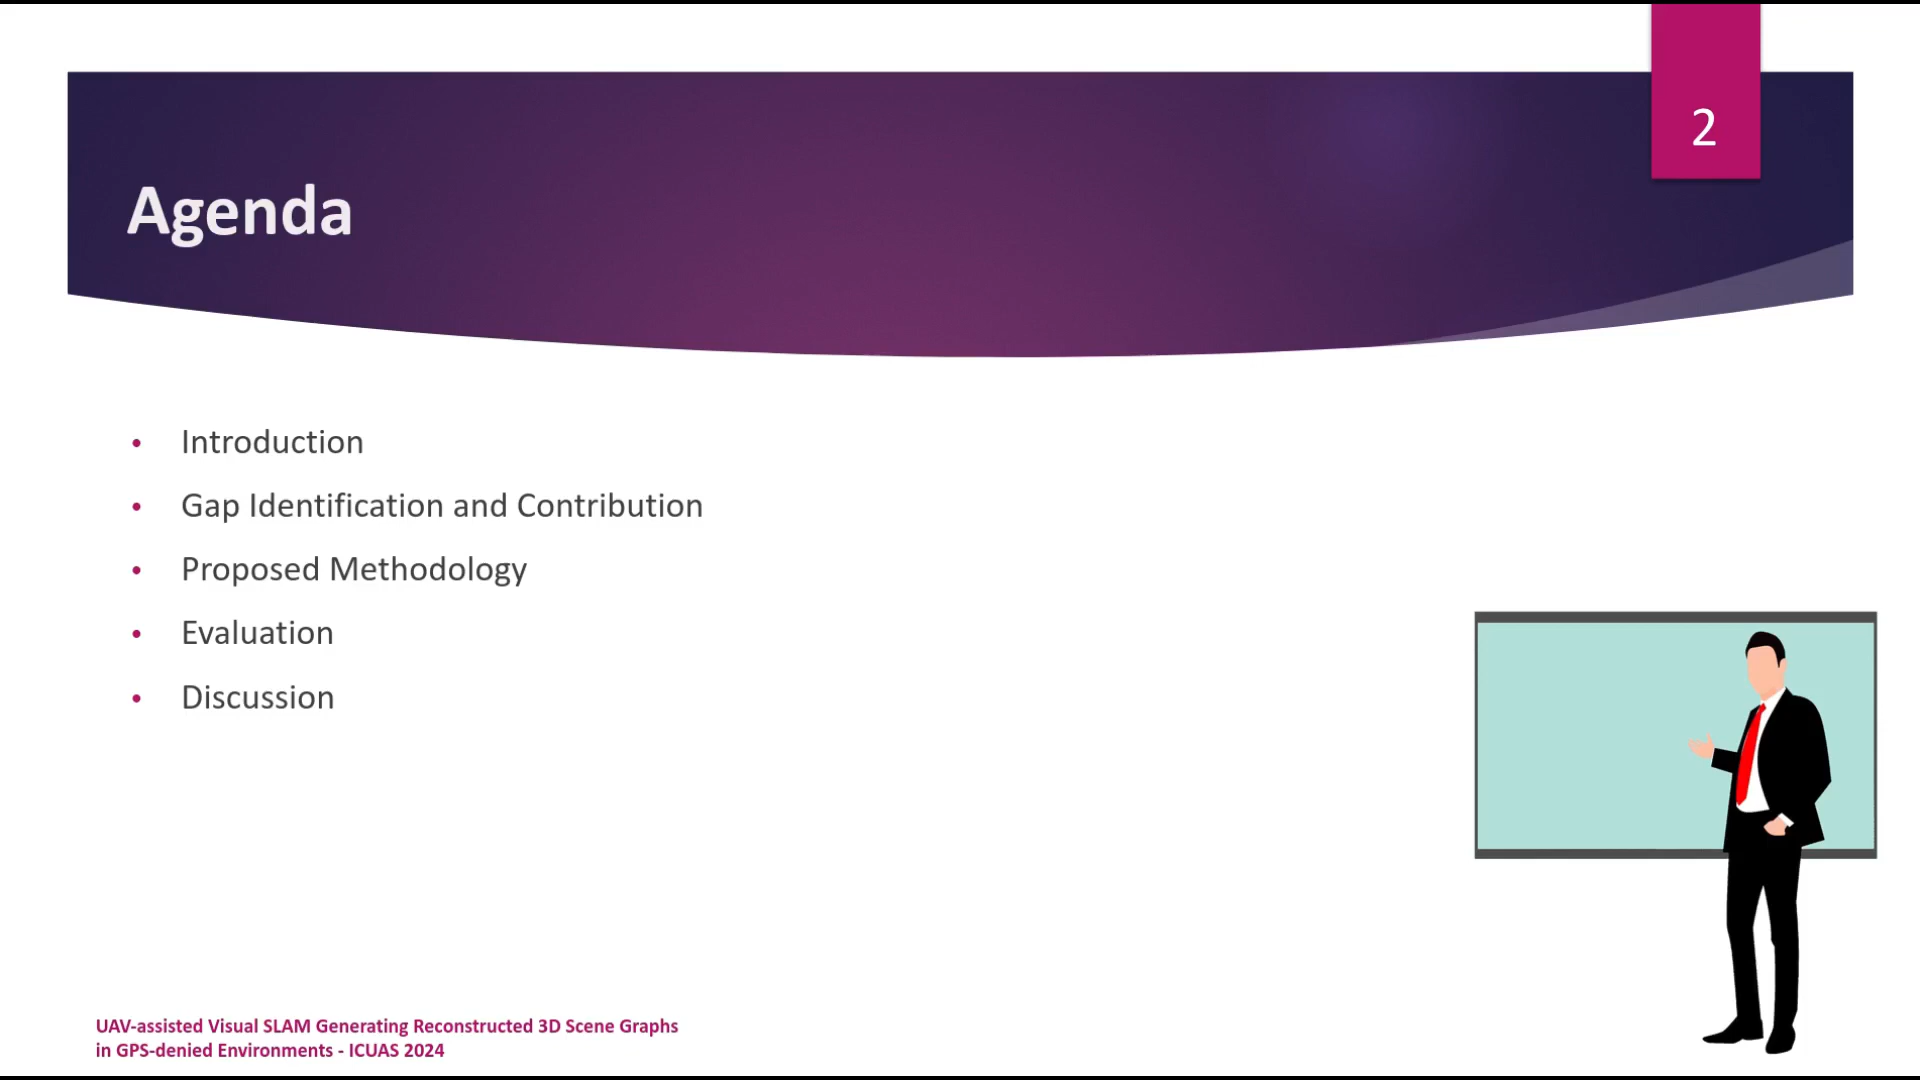 2
Agenda
• Introduction
• Gap Identification and Contribution
• Proposed Methodology
• Evaluation
• Discussion
UAV-assisted Visual SLAM Generating Reconstructed 3D Scene Graphs
in GPS-denied Environments - ICUAS 2024